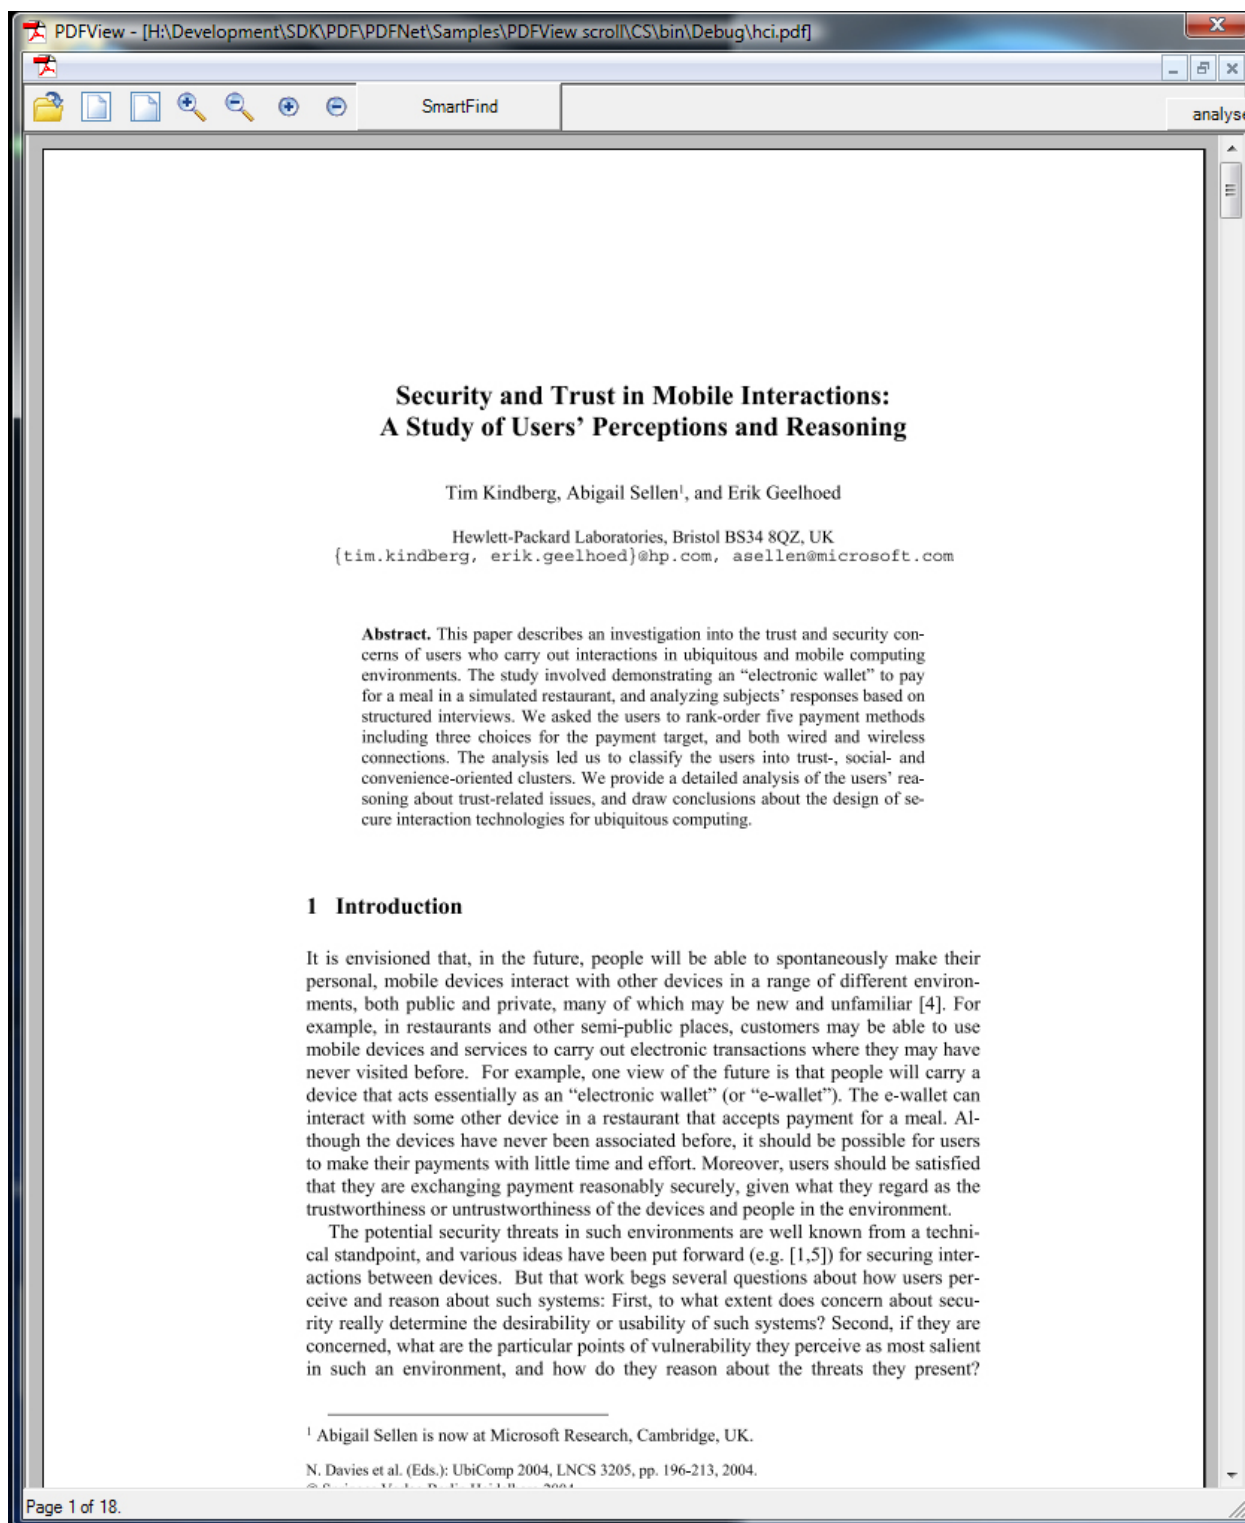 PDFView - [H:\Development\SDK\PDF\PDFNet\Samples\PDFView scroll\CS\bin\Debug\hci.pdf]
SmartFind
analyse
Security and Trust in Mobile Interactions:
A Study of Users’ Perceptions and Reasoning
Tim Kindberg, Abigail Sellen¹, and Erik Geelhoed
Hewlett-Packard Laboratories, Bristol BS34 8QZ, UK
{tim.kindberg, erik.geelhoed}@hp.com, asellen@microsoft.com
Abstract. This paper describes an investigation into the trust and security con-
cerns of users who carry out interactions in ubiquitous and mobile computing
environments. The study involved demonstrating an “electronic wallet” to pay
for a meal in a simulated restaurant, and analyzing subjects’ responses based on
structured interviews. We asked the users to rank-order five payment methods
including three choices for the payment target, and both wired and wireless
connections. The analysis led us to classify the users into trust-, social- and
convenience-oriented clusters. We provide a detailed analysis of the users’ rea-
soning about trust-related issues, and draw conclusions about the design of se-
cure interaction technologies for ubiquitous computing.
1 Introduction
It is envisioned that, in the future, people will be able to spontaneously make their
personal, mobile devices interact with other devices in a range of different environ-
ments, both public and private, many of which may be new and unfamiliar [4]. For
example, in restaurants and other semi-public places, customers may be able to use
mobile devices and services to carry out electronic transactions where they may have
never visited before. For example, one view of the future is that people will carry a
device that acts essentially as an “electronic wallet” (or “e-wallet”). The e-wallet can
interact with some other device in a restaurant that accepts payment for a meal. Al-
though the devices have never been associated before, it should be possible for users
to make their payments with little time and effort. Moreover, users should be satisfied
that they are exchanging payment reasonably securely, given what they regard as the
trustworthiness or untrustworthiness of the devices and people in the environment.
The potential security threats in such environments are well known from a techni-
cal standpoint, and various ideas have been put forward (e.g. [1,5]) for securing inter-
actions between devices. But that work begs several questions about how users per-
ceive and reason about such systems: First, to what extent does concern about secu-
rity really determine the desirability or usability of such systems? Second, if they are
concerned, what are the particular points of vulnerability they perceive as most salient
in such an environment, and how do they reason about the threats they present?
¹ Abigail Sellen is now at Microsoft Research, Cambridge, UK.
N. Davies et al. (Eds.): UbiComp 2004, LNCS 3205, pp. 196-213, 2004.
Page 1 of 18.